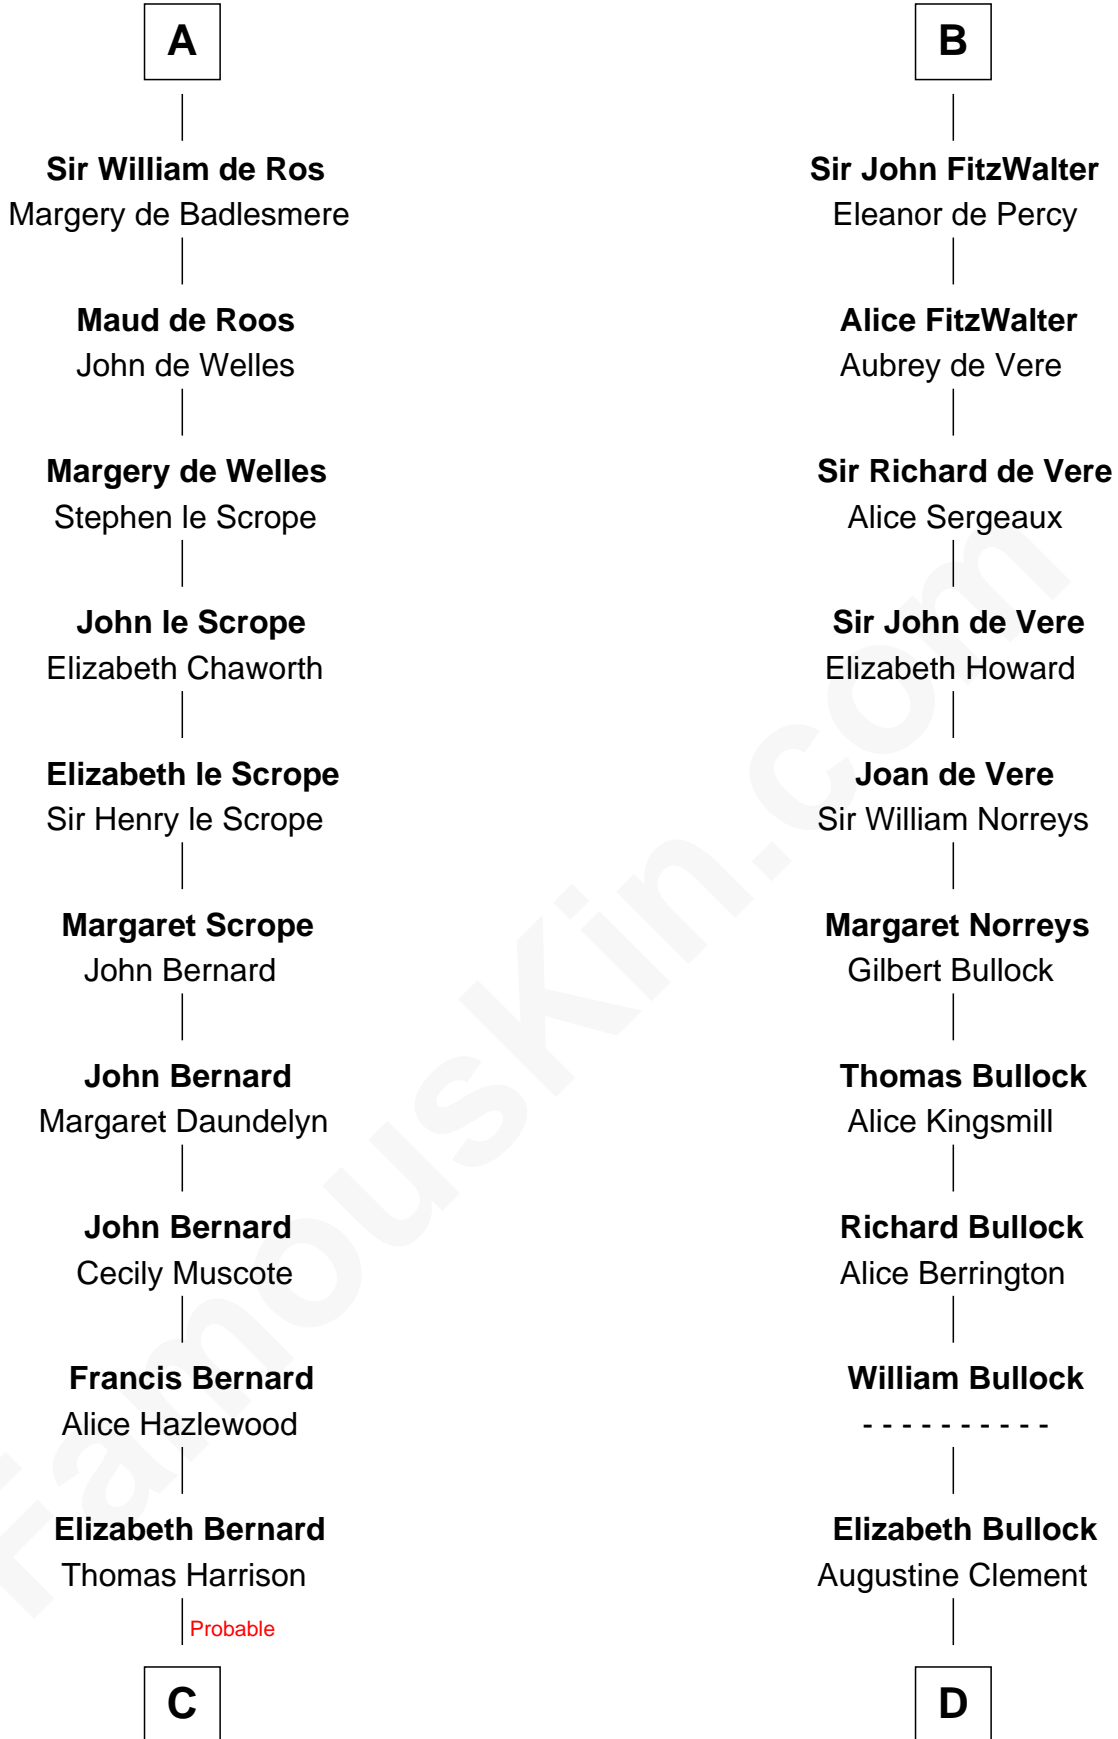 A
Sir William de Ros
Margery de Badlesmere
Maud de Roos
John de Welles
Margery de Welles
Stephen le Scrope
John le Scrope
Elizabeth Chaworth
Elizabeth le Scrope
Sir Henry le Scrope
Margaret Scrope
John Bernard
John Bernard
Margaret Daundelyn
John Bernard
Cecily Muscote
Francis Bernard
Alice Hazlewood
Elizabeth Bernard
Thomas Harrison
Probable
C
B
Sir John FitzWalter
Eleanor de Percy
Alice FitzWalter
Aubrey de Vere
Sir Richard de Vere
Alice Sergeaux
Sir John de Vere
Elizabeth Howard
Joan de Vere
Sir William Norreys
Margaret Norreys
Gilbert Bullock
Thomas Bullock
Alice Kingsmill
Richard Bullock
Alice Berrington
William Bullock
- - - - - - - - - -
Elizabeth Bullock
Augustine Clement
D
FamousKin.com